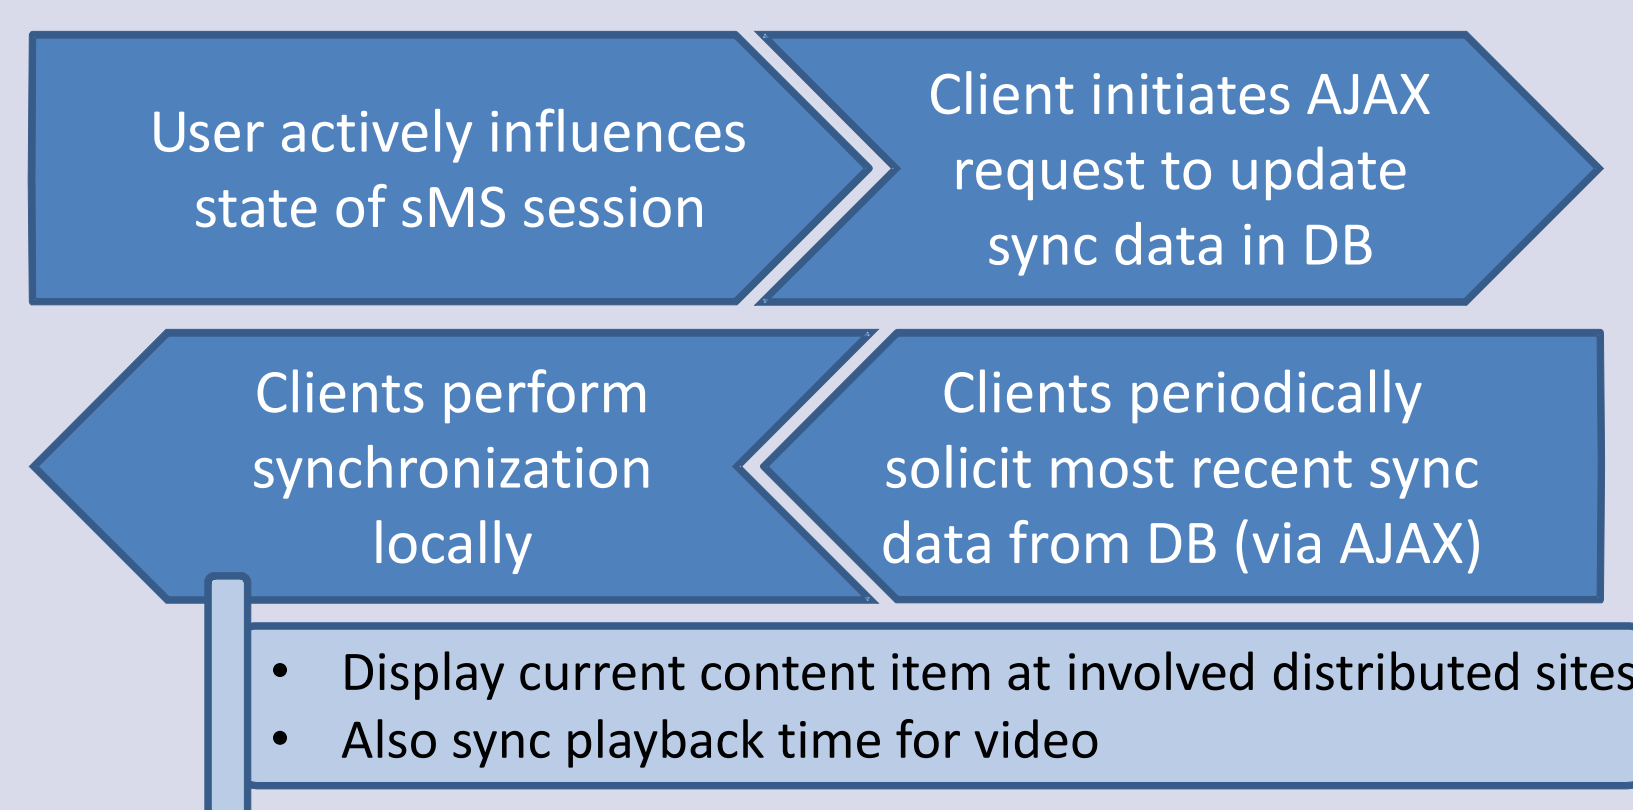 User actively influences
state of sMS session
Client initiates AJAX
request to update
sync data in DB
Clients perform
synchronization
locally
Clients periodically
solicit most recent sync
data from DB (via AJAX)
• Display current content item at involved distributed sites
• Also sync playback time for video